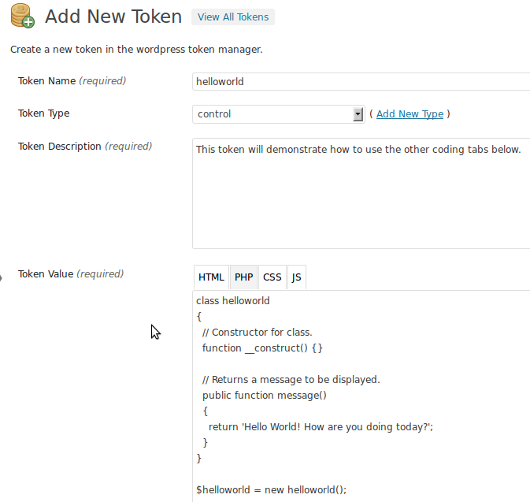 Add New Token View All Tokens
Create a new token in the wordpress token manager.
Token Name (required) helloworld
Token Type control ( Add New Type )
Token Description (required) This token will demonstrate how to use the other coding tabs below.
Token Value (required) HTML PHP CSS JS
class helloworld
{
// Constructor for class.
function __construct() {}
// Returns a message to be displayed.
public function message()
{
return 'Hello World! How are you doing today?';
}
}
$helloworld = new helloworld();